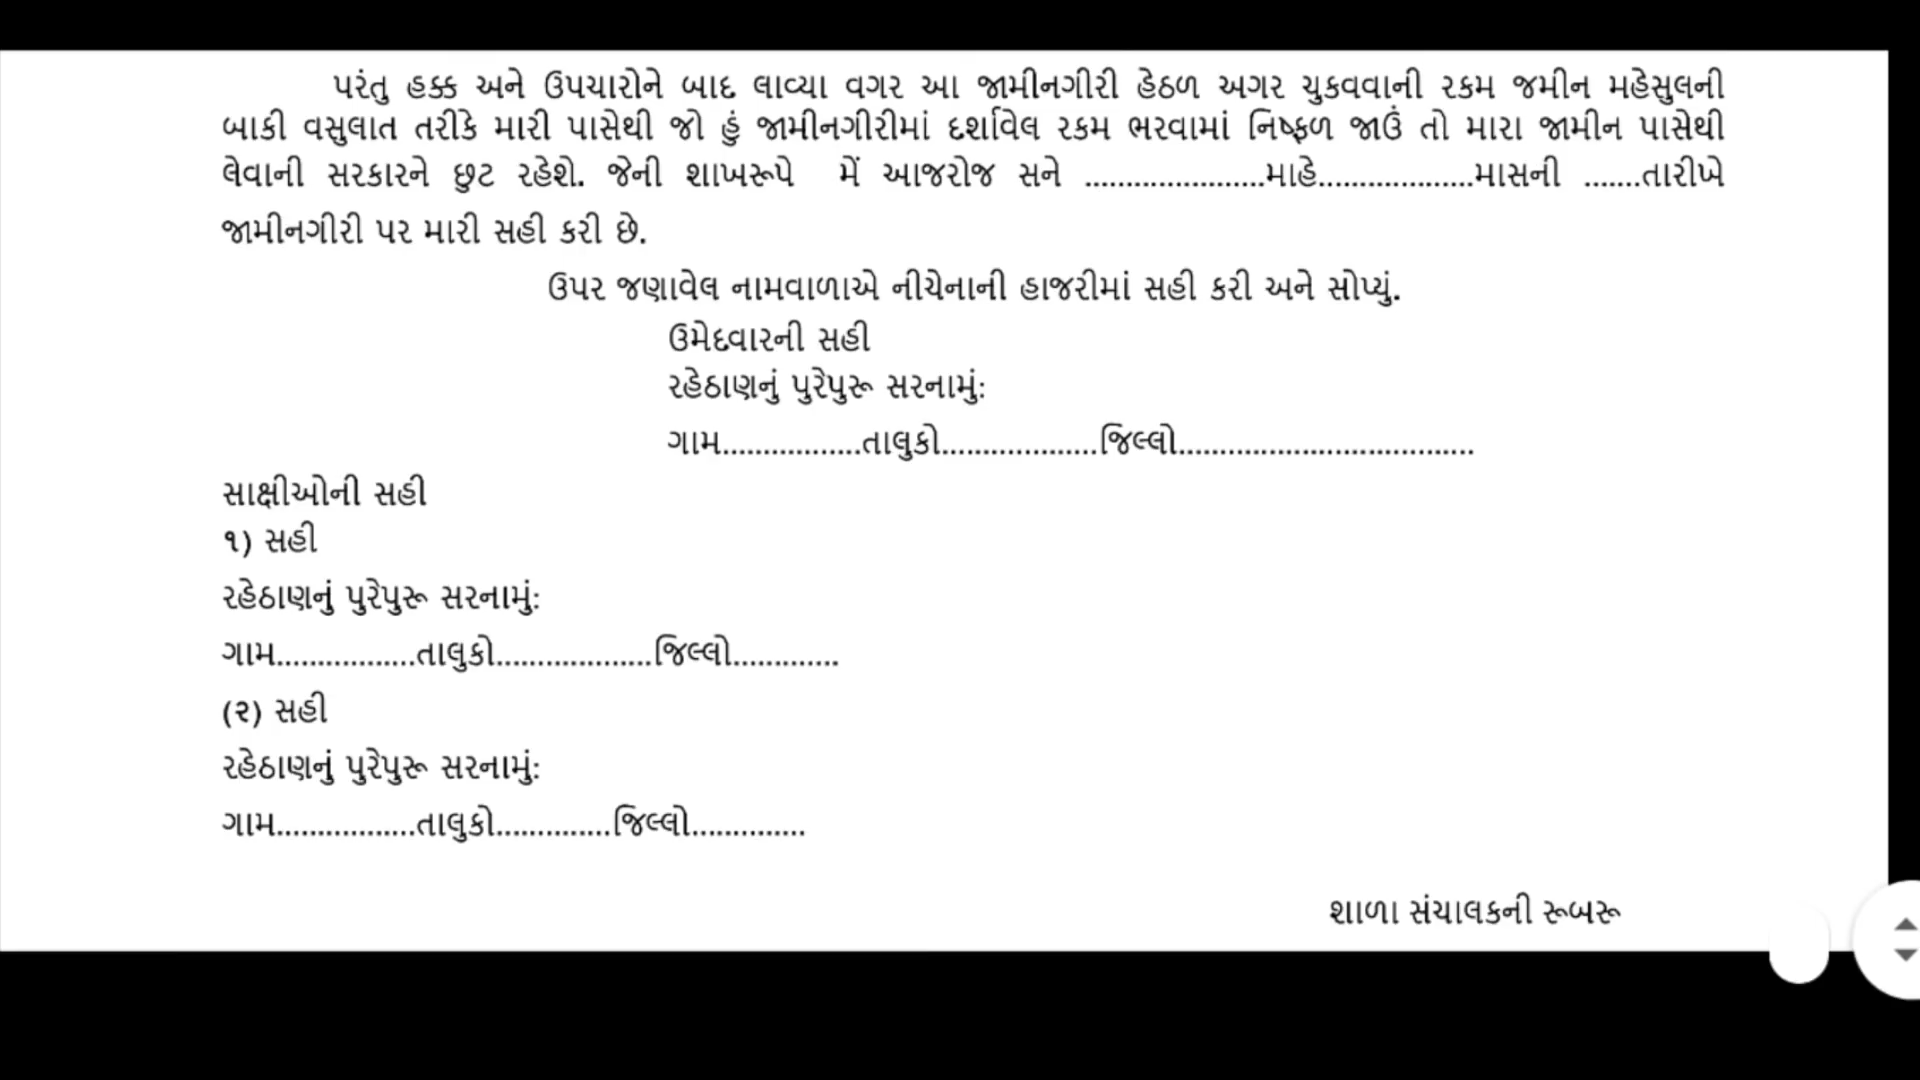 પરંતુ હક્ક અને ઉપચારોને બાદ લાવ્યા વગર આ જામીનગીરી હેઠળ અગર ચુકવવાની રકમ જમીન મહેસુલની
બાકી વસુલાત તરીકે મારી પાસેથી જો હું જામીનગીરીમાં દર્શાવેલ રકમ ભરવામાં નિષ્ફળ જાઉં તો મારા જામીન પાસેથી
લેવાની સરકારને છુટ રહેશે. જેની શાખરૂપે મેં આજરોજ સને ......................માહે...................માસની .......તારીખે
જામીનગીરી પર મારી સહી કરી છે.
ઉપર જણાવેલ નામવાળાએ નીચેનાની હાજરીમાં સહી કરી અને સોપ્યું.
ઉમેદવારની સહી
રહેઠાણનું પુરેપુરૂ સરનામું:
ગામ.................તાલુકો...................જિલ્લો....................................
સાક્ષીઓની સહી
૧) સહી
રહેઠાણનું પુરેપુરૂ સરનામું:
ગામ.................તાલુકો...................જિલ્લો.............
(૨) સહી
રહેઠાણનું પુરેપુરૂ સરનામું:
ગામ.................તાલુકો..............જિલ્લો..............
શાળા સંચાલકની રૂબરૂ